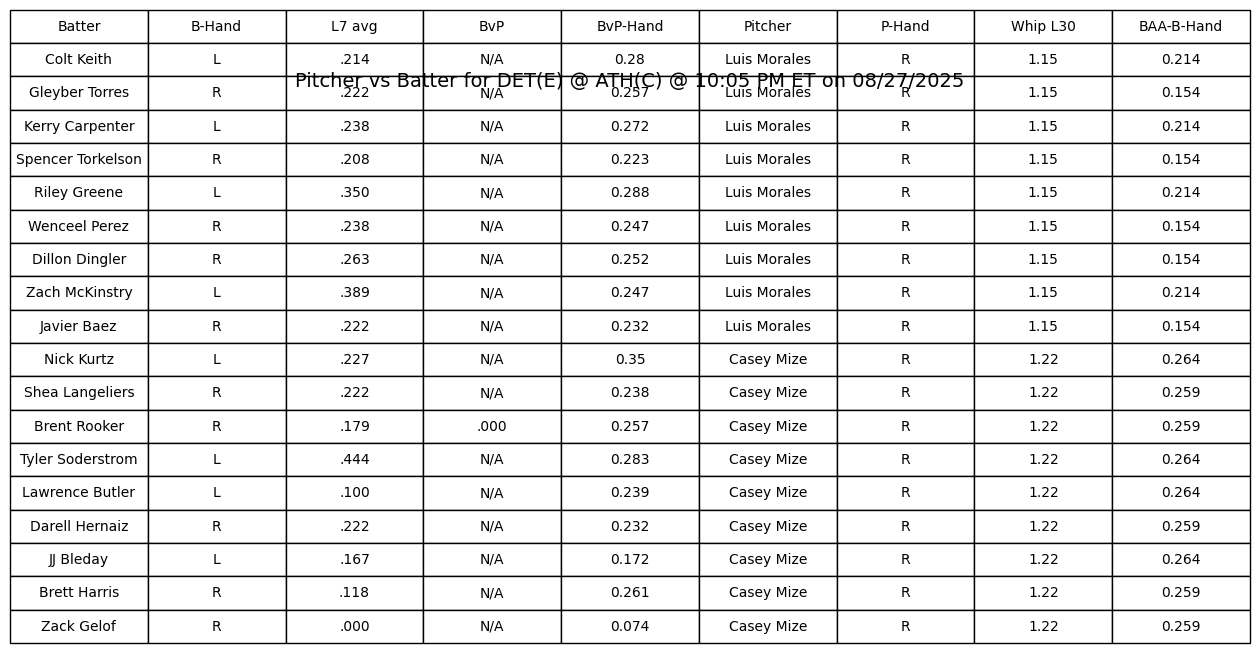 Batter B-Hand L7 avg BvP BvP-Hand Pitcher P-Hand Whip L30 BAA-B-Hand
Colt Keith L .214 N/A 0.28 Luis Morales R 1.15 0.214
Pitcher vs Batter for DET(E) @ ATH(C) @ 10:05 PM ET on 08/27/2025
Gleyber Torres R .222 N/A 0.257 Luis Morales R 1.15 0.154
Kerry Carpenter L .238 N/A 0.272 Luis Morales R 1.15 0.214
Spencer Torkelson R .208 N/A 0.223 Luis Morales R 1.15 0.154
Riley Greene L .350 N/A 0.288 Luis Morales R 1.15 0.214
Wenceel Perez R .238 N/A 0.247 Luis Morales R 1.15 0.154
Dillon Dingler R .263 N/A 0.252 Luis Morales R 1.15 0.154
Zach McKinstry L .389 N/A 0.247 Luis Morales R 1.15 0.214
Javier Baez R .222 N/A 0.232 Luis Morales R 1.15 0.154
Nick Kurtz L .227 N/A 0.35 Casey Mize R 1.22 0.264
Shea Langeliers R .222 N/A 0.238 Casey Mize R 1.22 0.259
Brent Rooker R .179 .000 0.257 Casey Mize R 1.22 0.259
Tyler Soderstrom L .444 N/A 0.283 Casey Mize R 1.22 0.264
Lawrence Butler L .100 N/A 0.239 Casey Mize R 1.22 0.264
Darell Hernaiz R .222 N/A 0.232 Casey Mize R 1.22 0.259
JJ Bleday L .167 N/A 0.172 Casey Mize R 1.22 0.264
Brett Harris R .118 N/A 0.261 Casey Mize R 1.22 0.259
Zack Gelof R .000 N/A 0.074 Casey Mize R 1.22 0.259